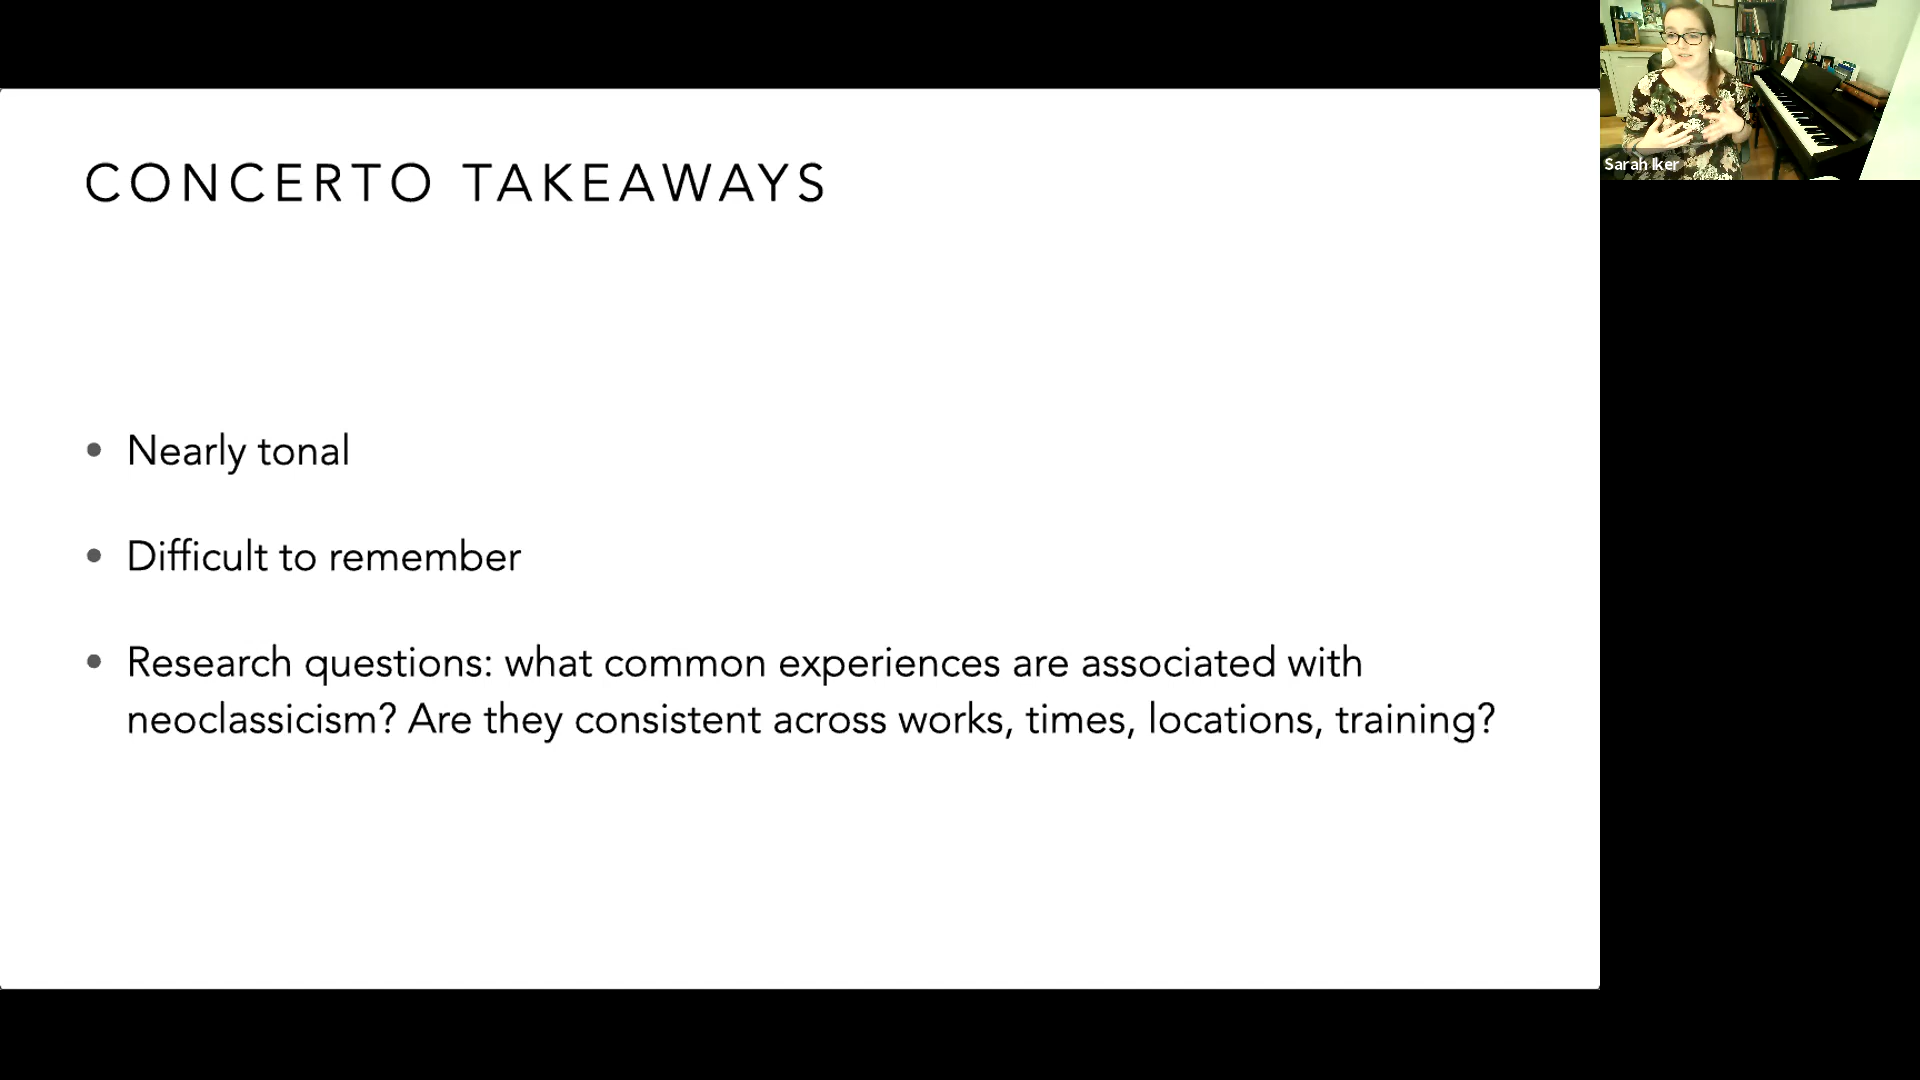 CONCERTO TAKEAWAYS
• Nearly tonal
• Difficult to remember
• Research questions: what common experiences are associated with
neoclassicism? Are they consistent across works, times, locations, training?
Sarah Iker